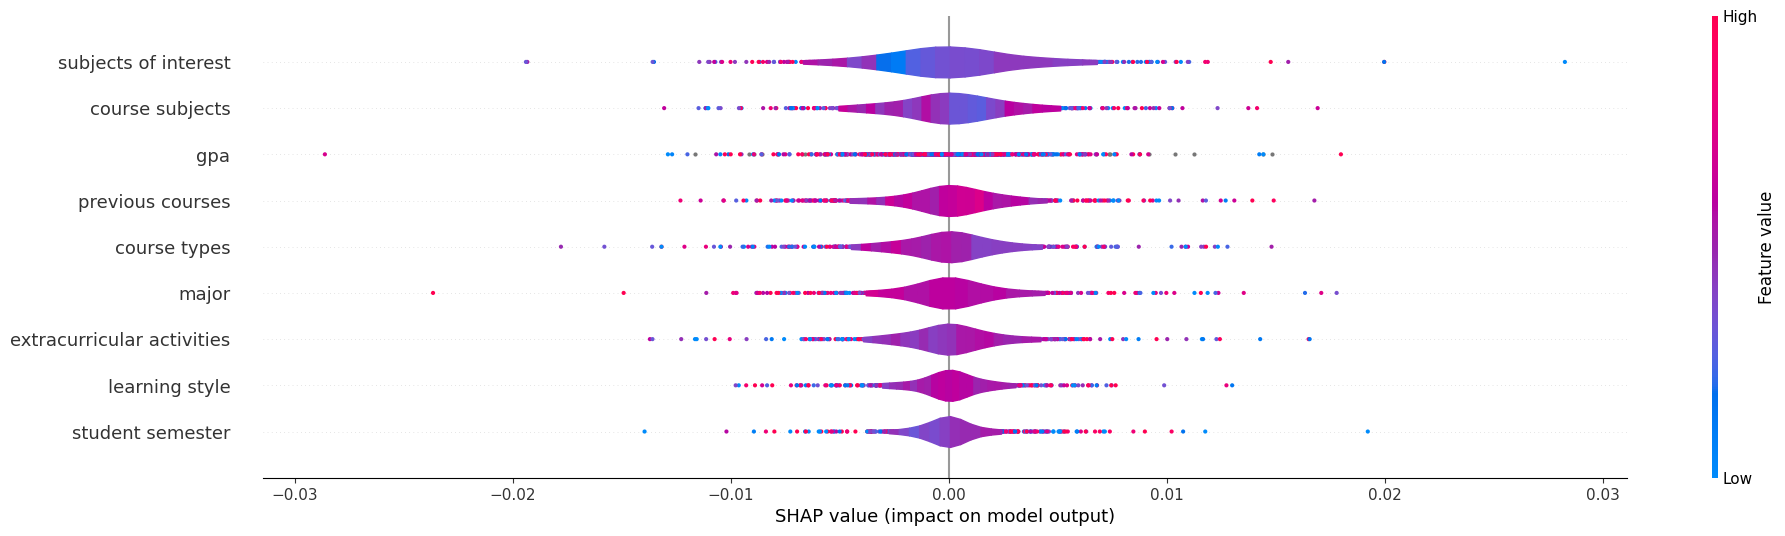 subjects of interest
course subjects
gpa
previous courses
course types
major
extracurricular activities
learning style
student semester
−0.03 −0.02 −0.01 0.00 0.01 0.02 0.03
SHAP value (impact on model output)
High
Feature value
Low